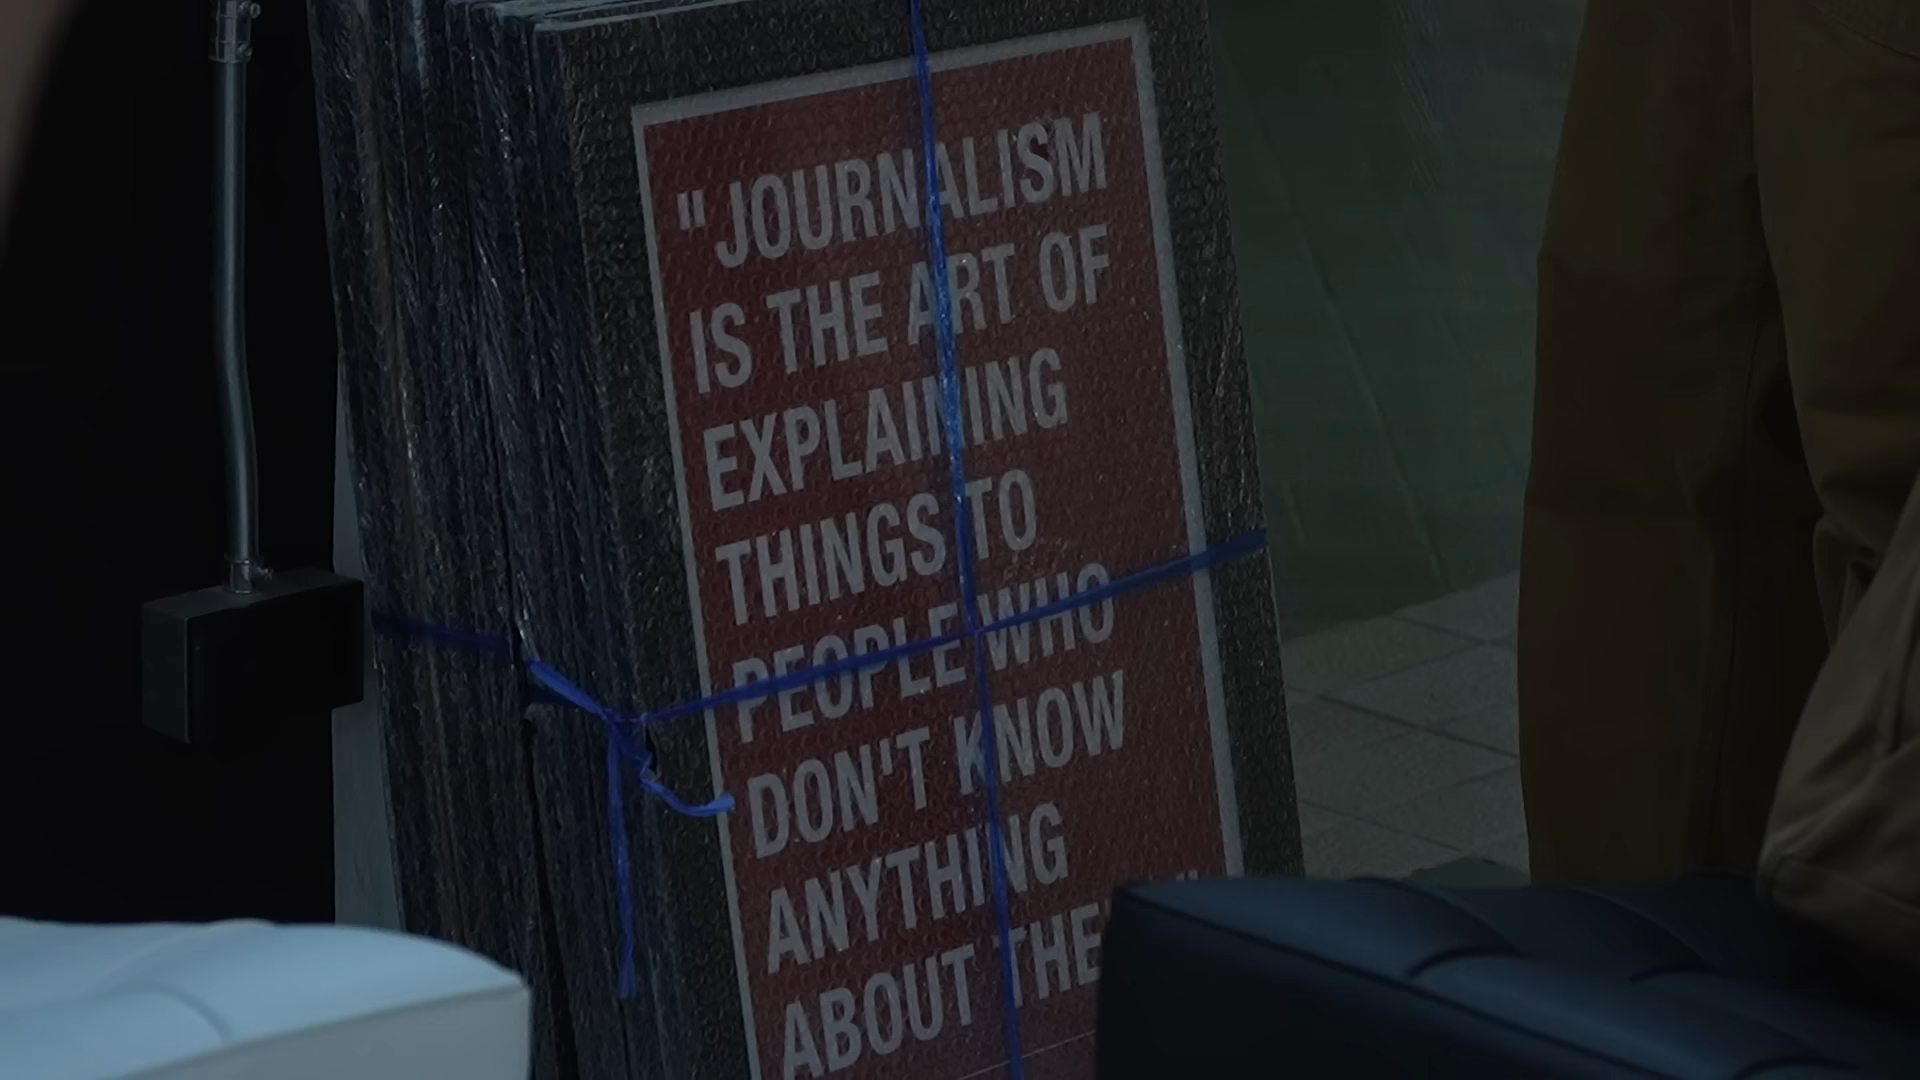 "JOURNALISM
IS THE ART OF
EXPLAINING
THINGS TO
PEOPLE WHO
DON'T KNOW
ANYTHING
ABOUT THE